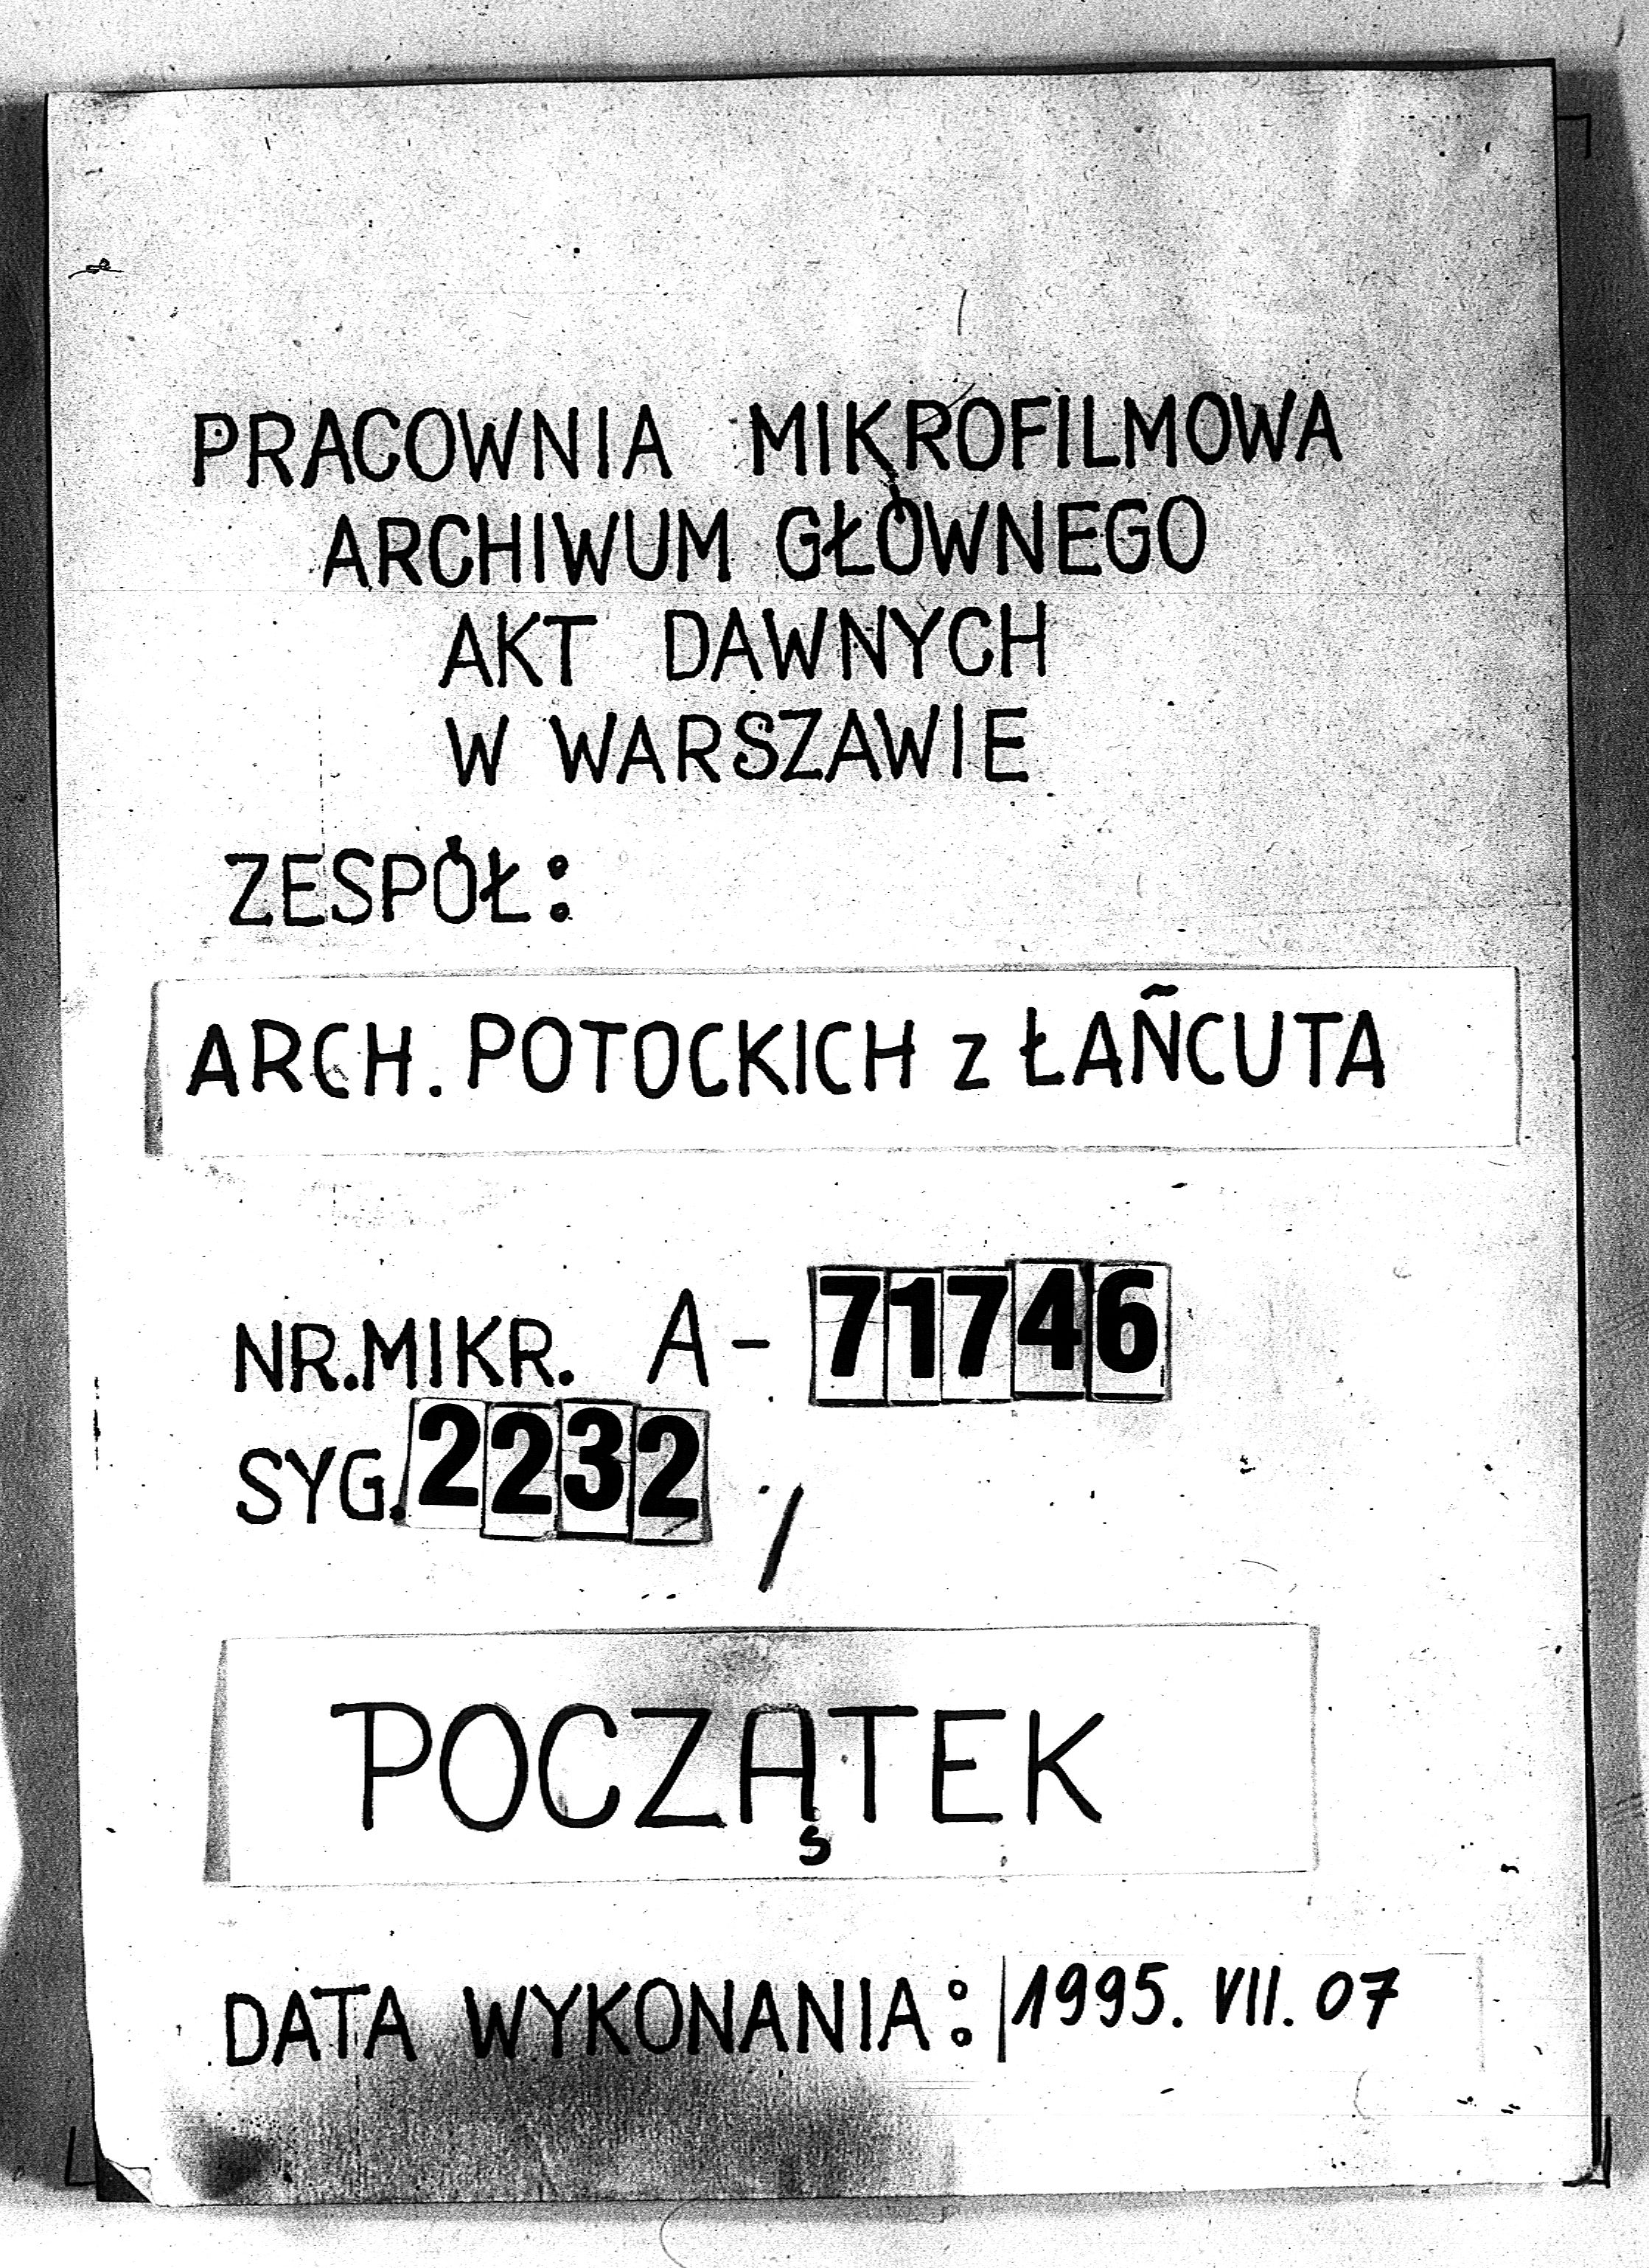 PRACOWNIA MIKROFILMOWA
ARCHIWUM GŁÓWNEGO
AKT DAWNYCH
W WARSZAWIE
ZESPÓŁ:
ARCH. POTOCKICH z ŁAŃCUTA
NR.MIKR. A-71746
SYG. 2232 /
POCZĄTEK
DATA WYKONANIA: 1995. VII. 07